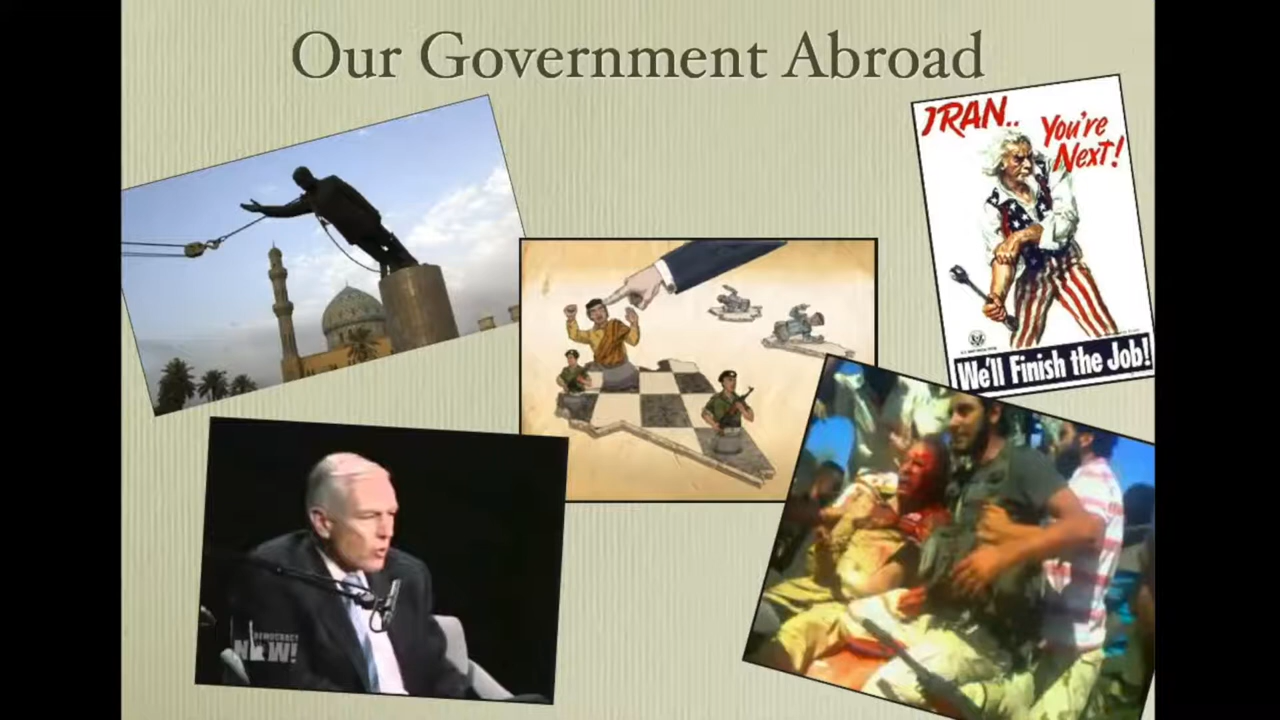 Our Government Abroad
IRAN..
You're
Next!
We'll Finish the Job!
DEMOCRACY
NOW!